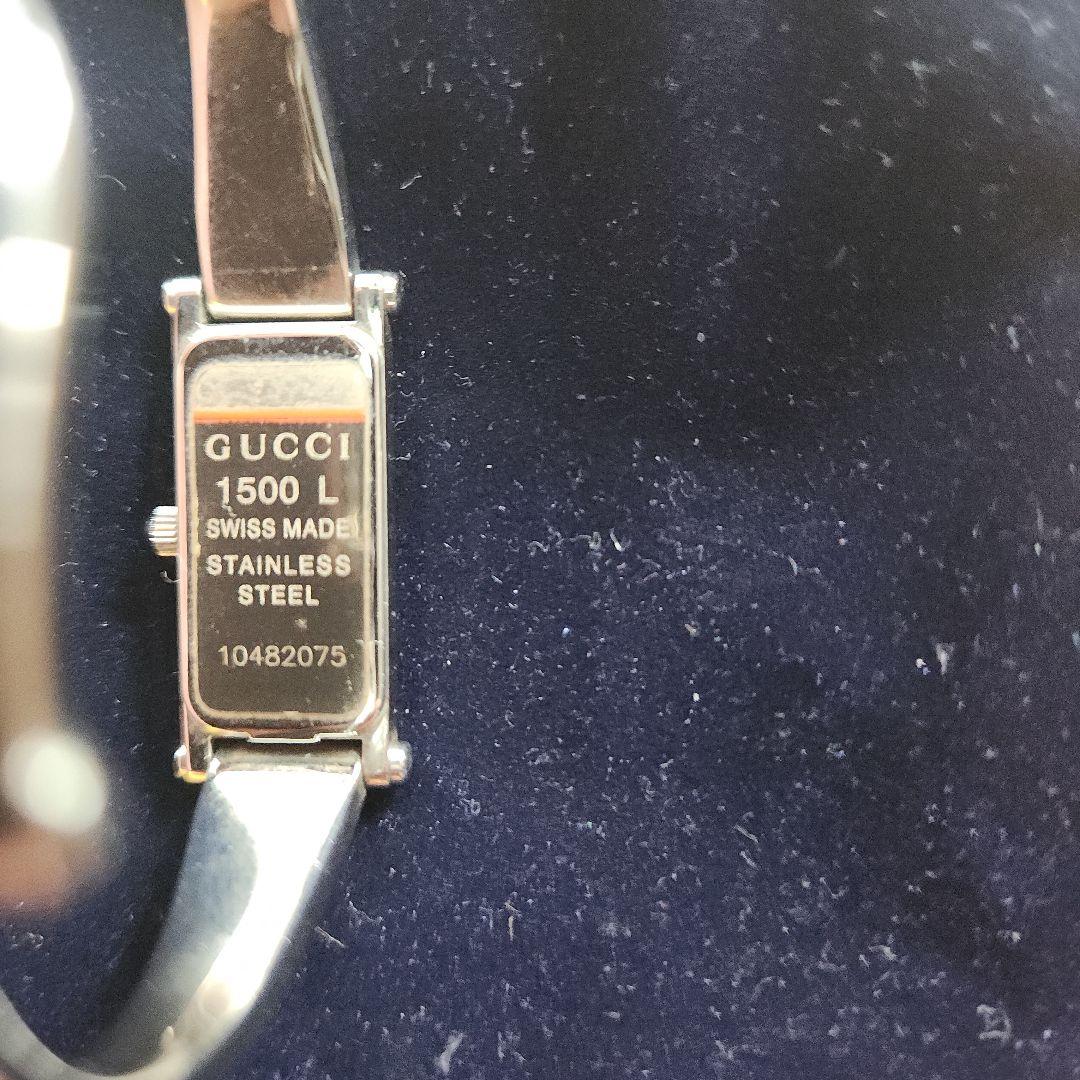 GUCCI
1500 L
SWISS MADE
STAINLESS
STEEL
10482075